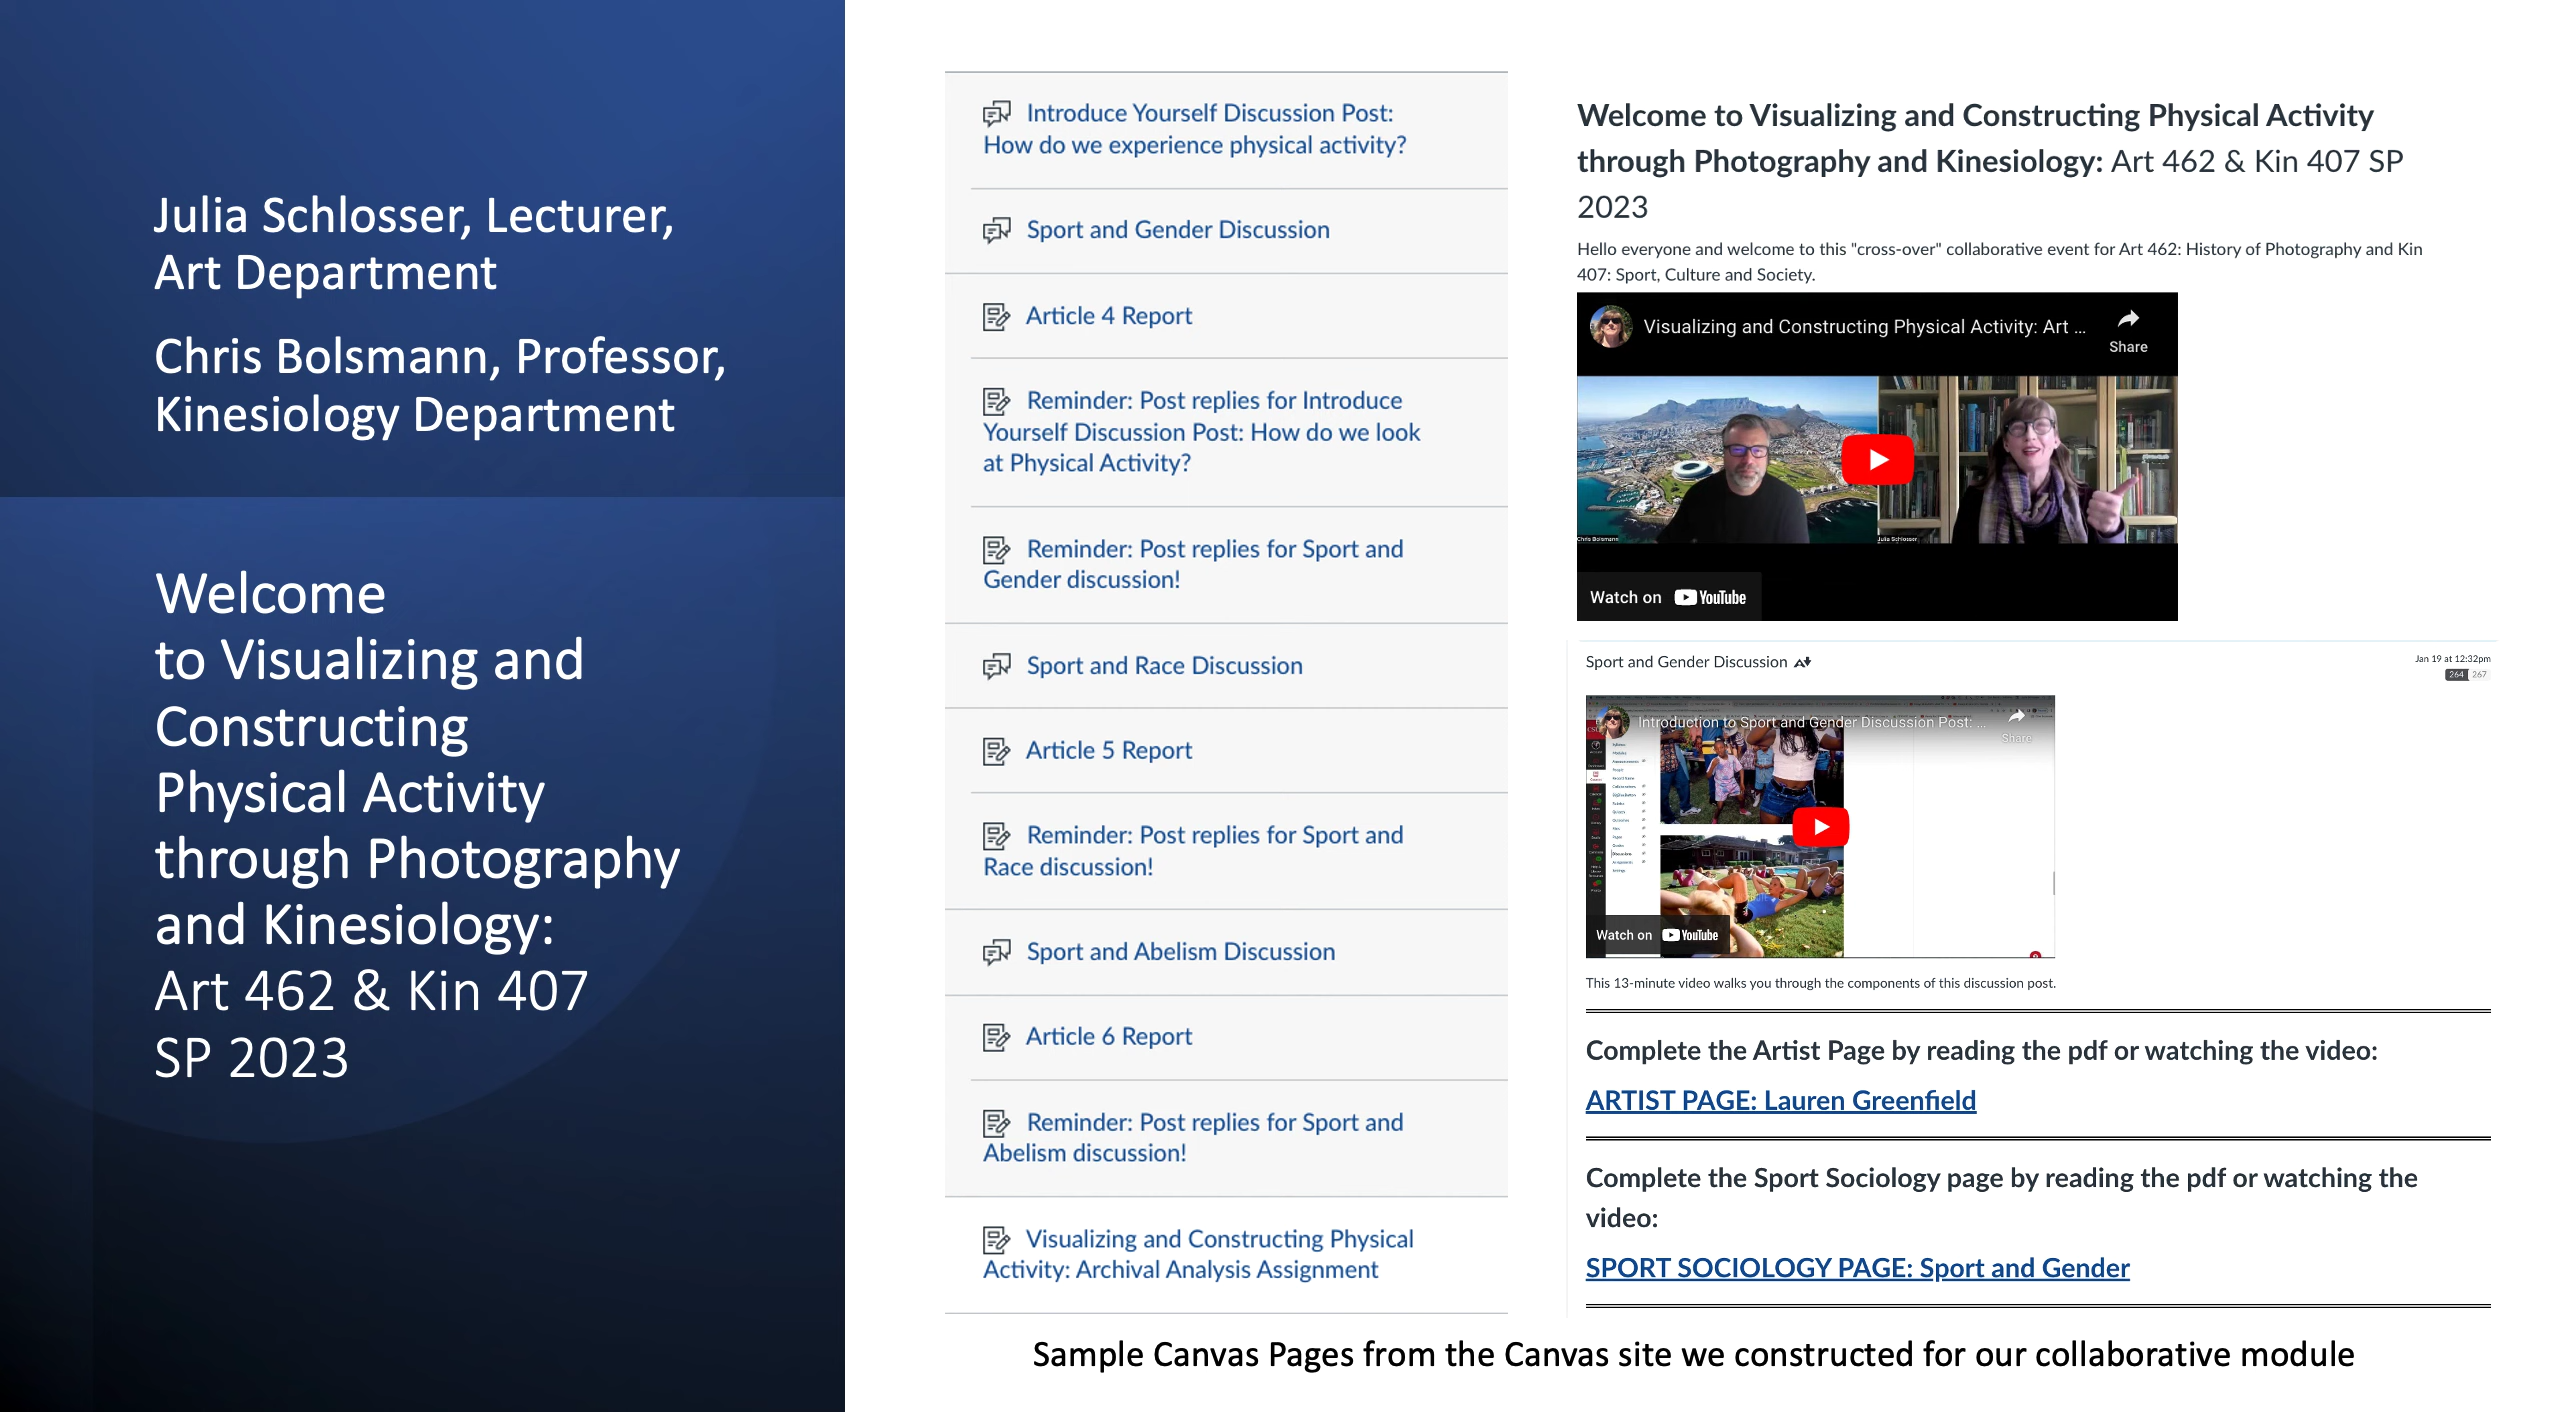 Julia Schlosser, Lecturer,
Art Department
Chris Bolsmann, Professor,
Kinesiology Department
Welcome
to Visualizing and
Constructing
Physical Activity
through Photography
and Kinesiology:
Art 462 & Kin 407
SP 2023
Introduce Yourself Discussion Post:
How do we experience physical activity?
Sport and Gender Discussion
Article 4 Report
Reminder: Post replies for Introduce
Yourself Discussion Post: How do we look
at Physical Activity?
Reminder: Post replies for Sport and
Gender discussion!
Sport and Race Discussion
Article 5 Report
Reminder: Post replies for Sport and
Race discussion!
Sport and Abelism Discussion
Article 6 Report
Reminder: Post replies for Sport and
Abelism discussion!
Visualizing and Constructing Physical
Activity: Archival Analysis Assignment
Welcome to Visualizing and Constructing Physical Activity
through Photography and Kinesiology: Art 462 & Kin 407 SP
2023
Hello everyone and welcome to this "cross-over" collaborative event for Art 462: History of Photography and Kin
407: Sport, Culture and Society.
Visualizing and Constructing Physical Activity: Art ...
Share
Chris Bolsmann
Julia Schlosser
Watch on YouTube
Sport and Gender Discussion
Jan 19 at 12:32pm
264 267
Introduction to Sport and Gender Discussion Post: ...
Share
Watch on YouTube
This 13-minute video walks you through the components of this discussion post.
Complete the Artist Page by reading the pdf or watching the video:
ARTIST PAGE: Lauren Greenfield
Complete the Sport Sociology page by reading the pdf or watching the
video:
SPORT SOCIOLOGY PAGE: Sport and Gender
Sample Canvas Pages from the Canvas site we constructed for our collaborative module